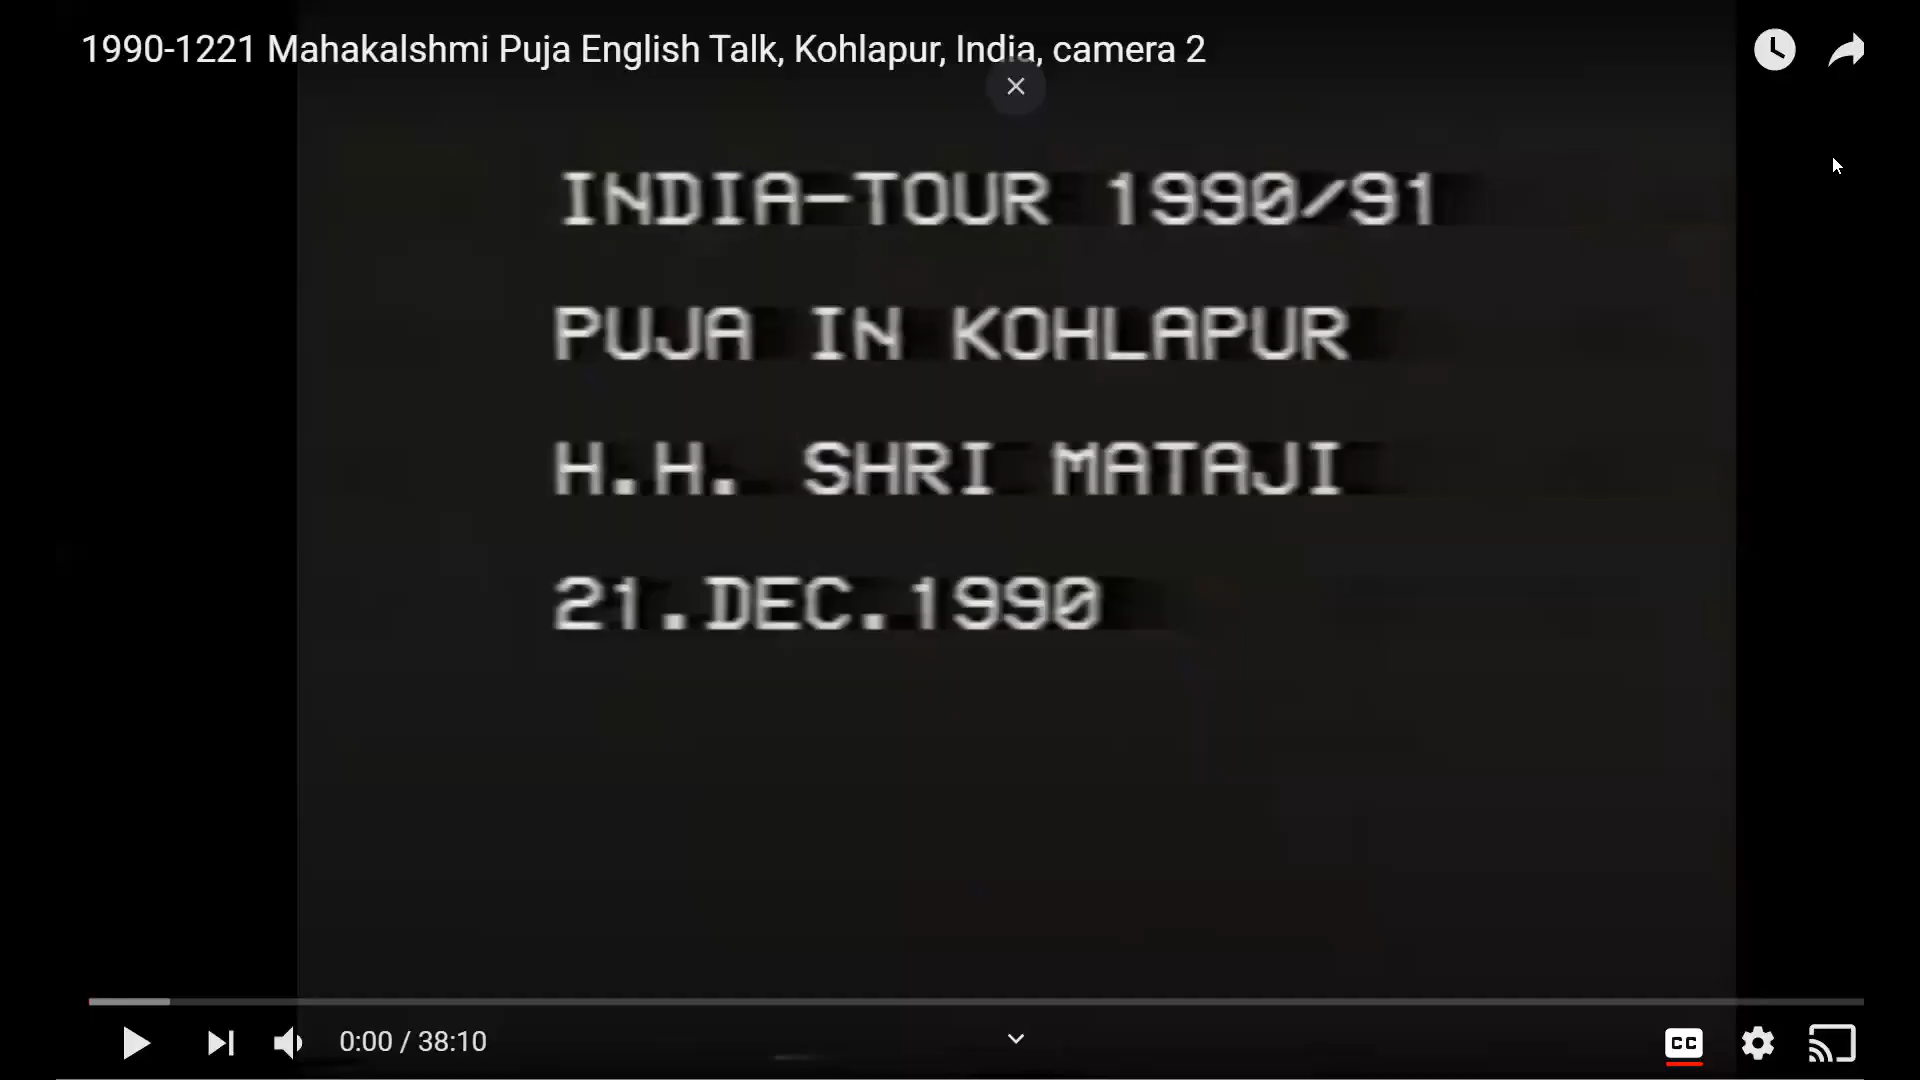 1990-1221 Mahakalshmi Puja English Talk, Kohlapur, India, camera 2
INDIA-TOUR 1990/91
PUJA IN KOHLAPUR
H.H. SHRI MATAJI
21.DEC.1990
0:00 / 38:10
CC